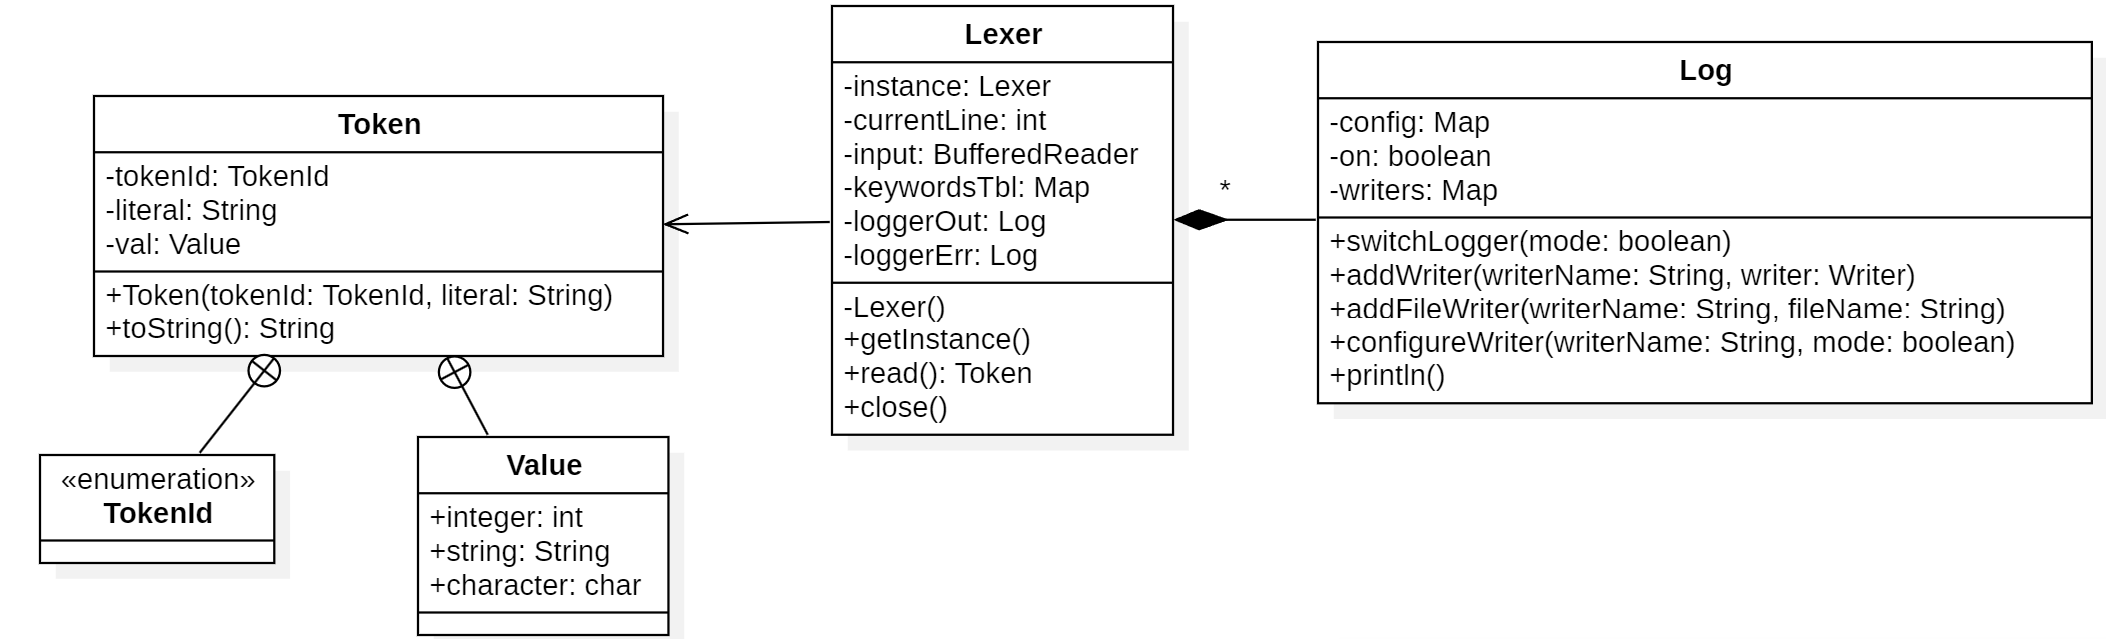 Token
-tokenId: TokenId
-literal: String
-val: Value
+Token(tokenId: TokenId, literal: String)
+toString(): String
«enumeration»
TokenId
Value
+integer: int
+string: String
+character: char
Lexer
-instance: Lexer
-currentLine: int
-input: BufferedReader
-keywordsTbl: Map
-loggerOut: Log
-loggerErr: Log
-Lexer()
+getInstance()
+read(): Token
+close()
*
Log
-config: Map
-on: boolean
-writers: Map
+switchLogger(mode: boolean)
+addWriter(writerName: String, writer: Writer)
+addFileWriter(writerName: String, fileName: String)
+configureWriter(writerName: String, mode: boolean)
+println()